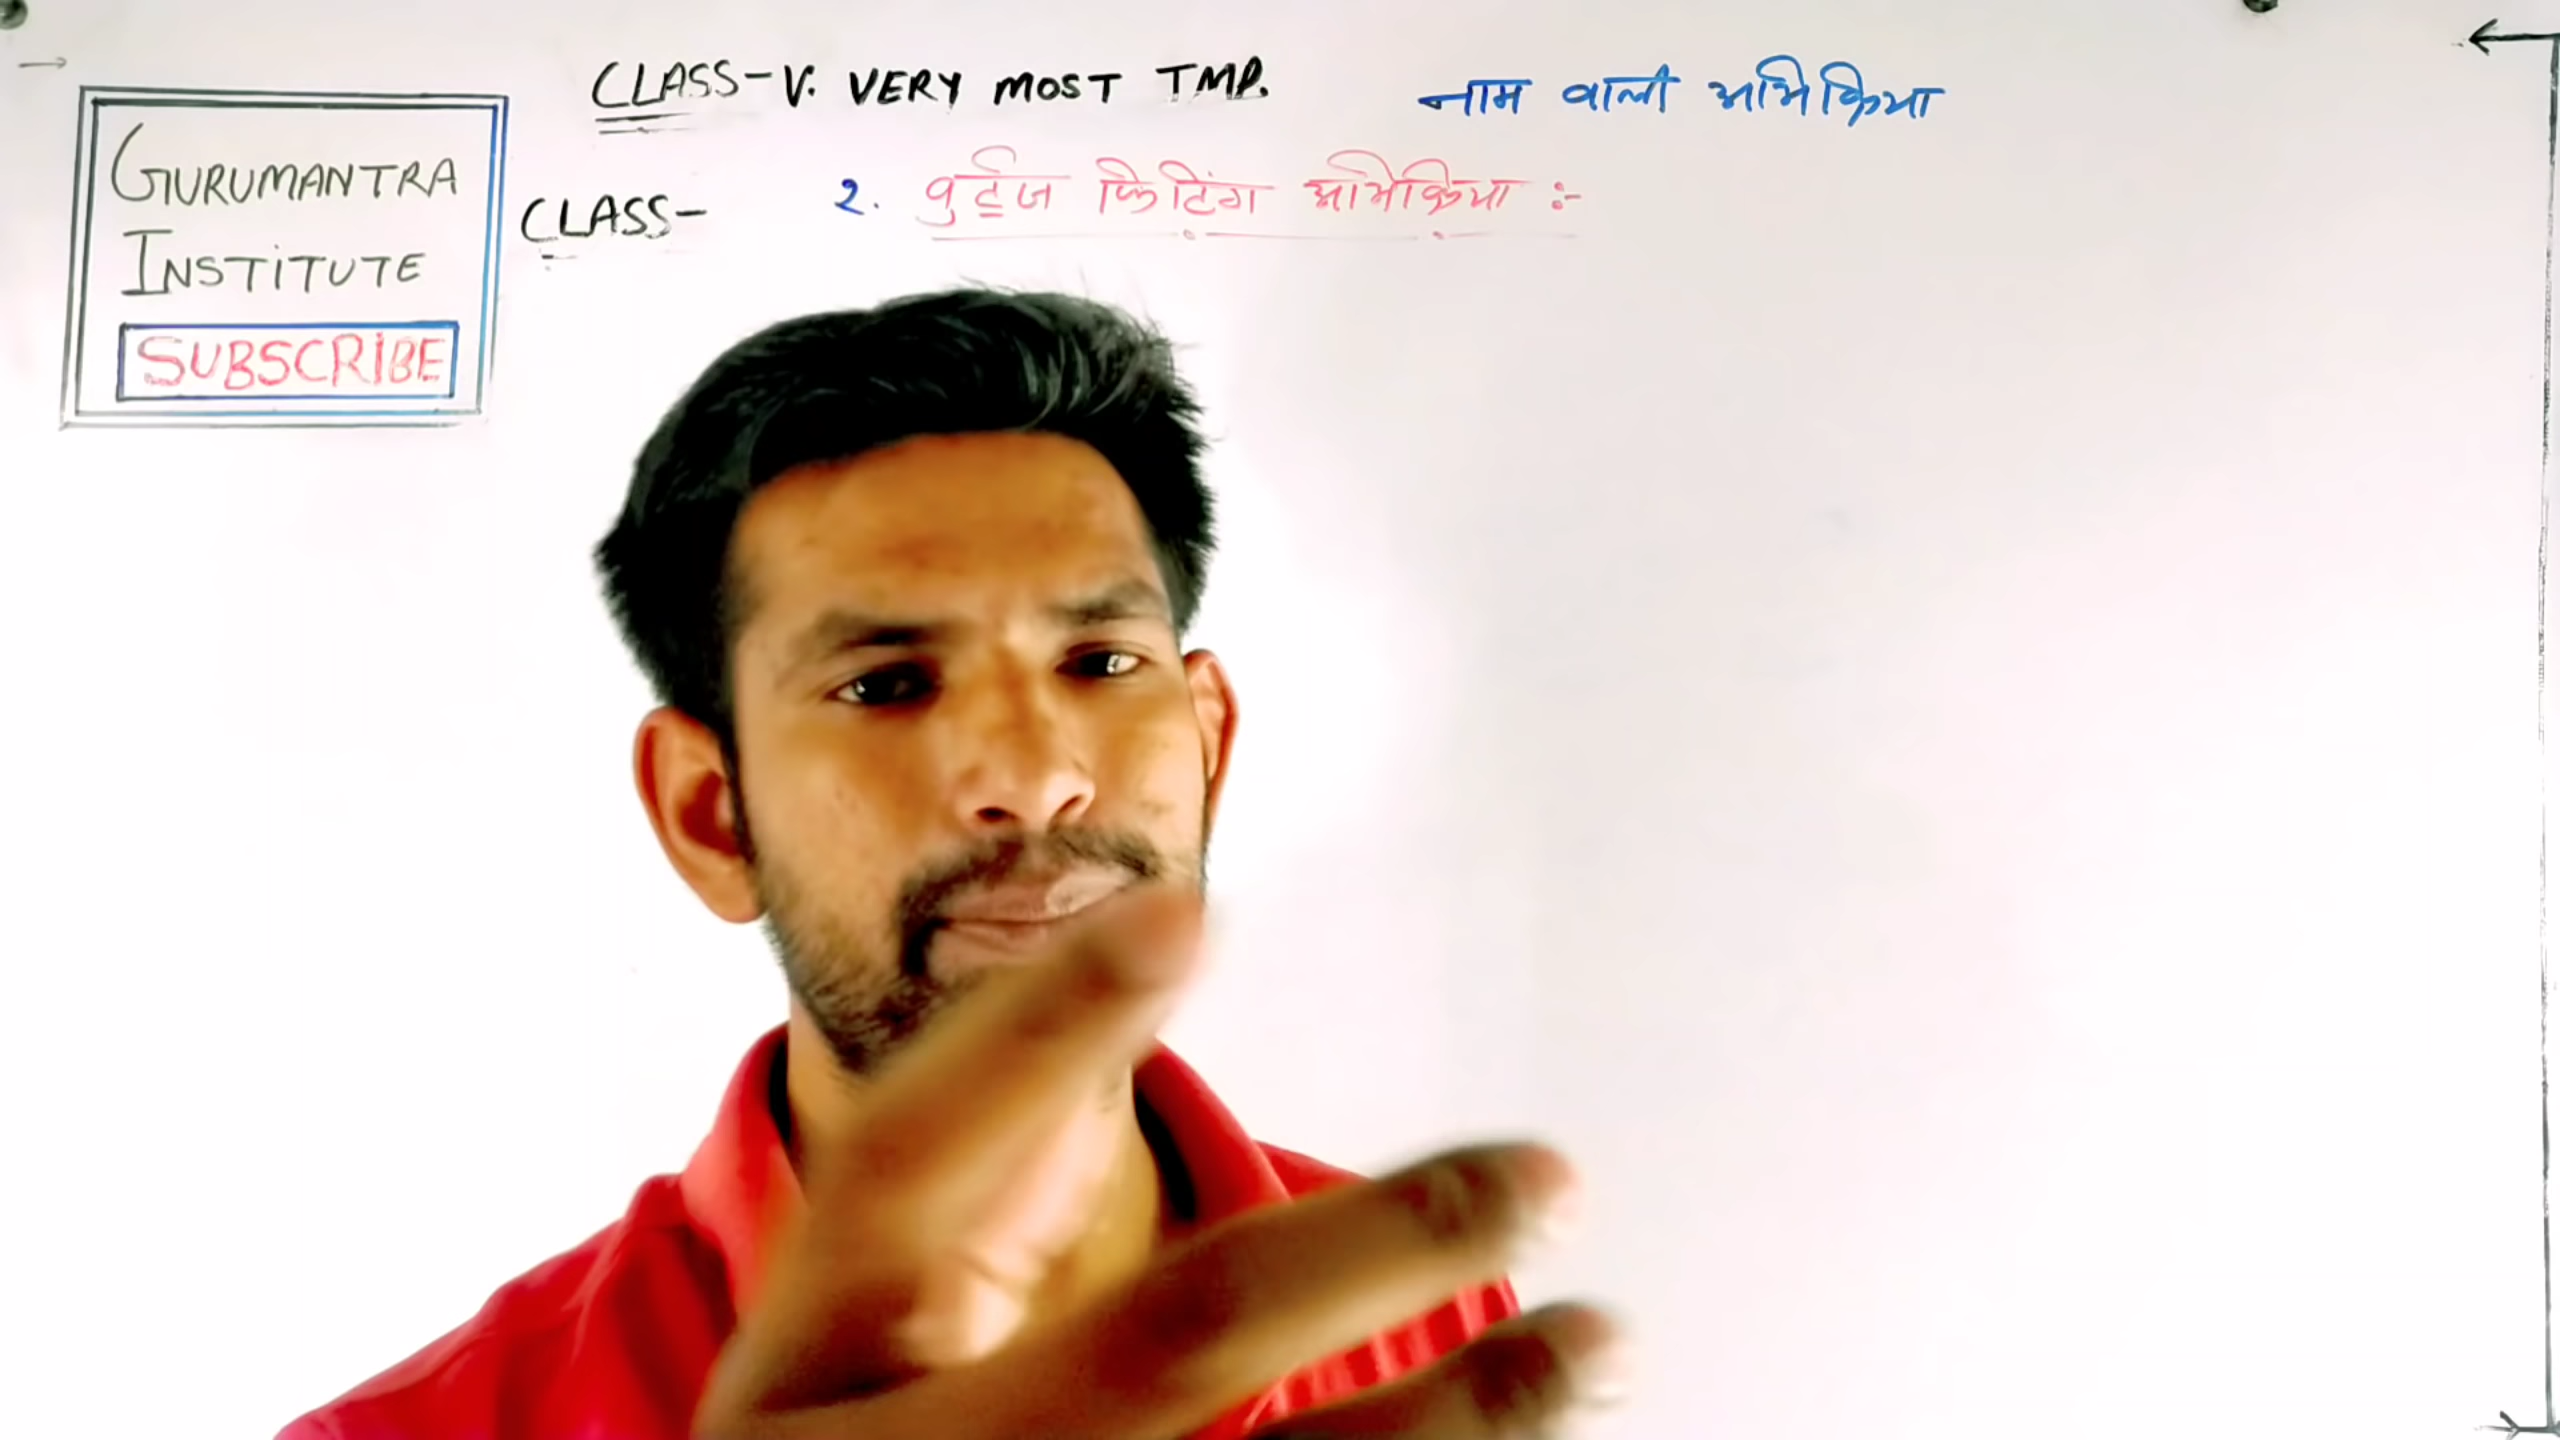 CLASS-V. VERY MOST IMP.
नाम वाली अभिक्रिया
GURUMANTRA
INSTITUTE
SUBSCRIBE
CLASS-
2. वुर्ट्ज फिटिंग अभिक्रिया :-